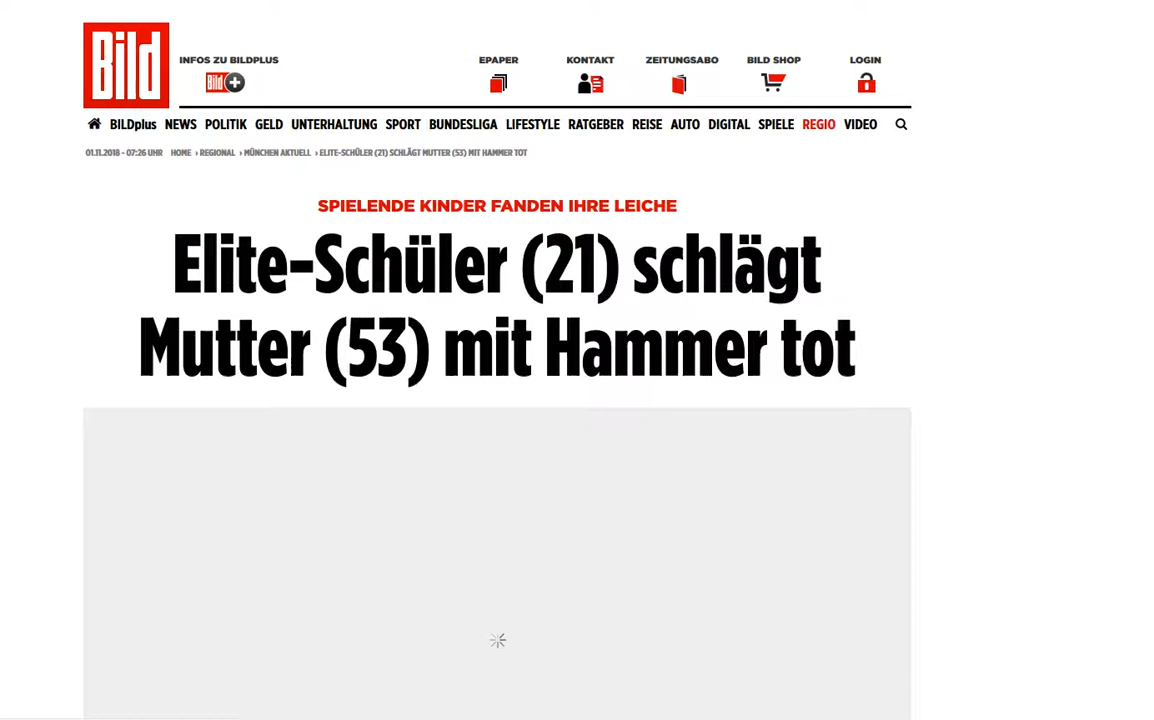 Bild
INFOS ZU BILDPLUS
Bild +
EPAPER KONTAKT ZEITUNGSABO BILD SHOP LOGIN
BILDplus NEWS POLITIK GELD UNTERHALTUNG SPORT BUNDESLIGA LIFESTYLE RATGEBER REISE AUTO DIGITAL SPIELE REGIO VIDEO
01.11.2018 - 07:26 UHR HOME › REGIONAL › MÜNCHEN AKTUELL › ELITE-SCHÜLER (21) SCHLÄGT MUTTER (53) MIT HAMMER TOT
SPIELENDE KINDER FANDEN IHRE LEICHE
Elite-Schüler (21) schlägt
Mutter (53) mit Hammer tot